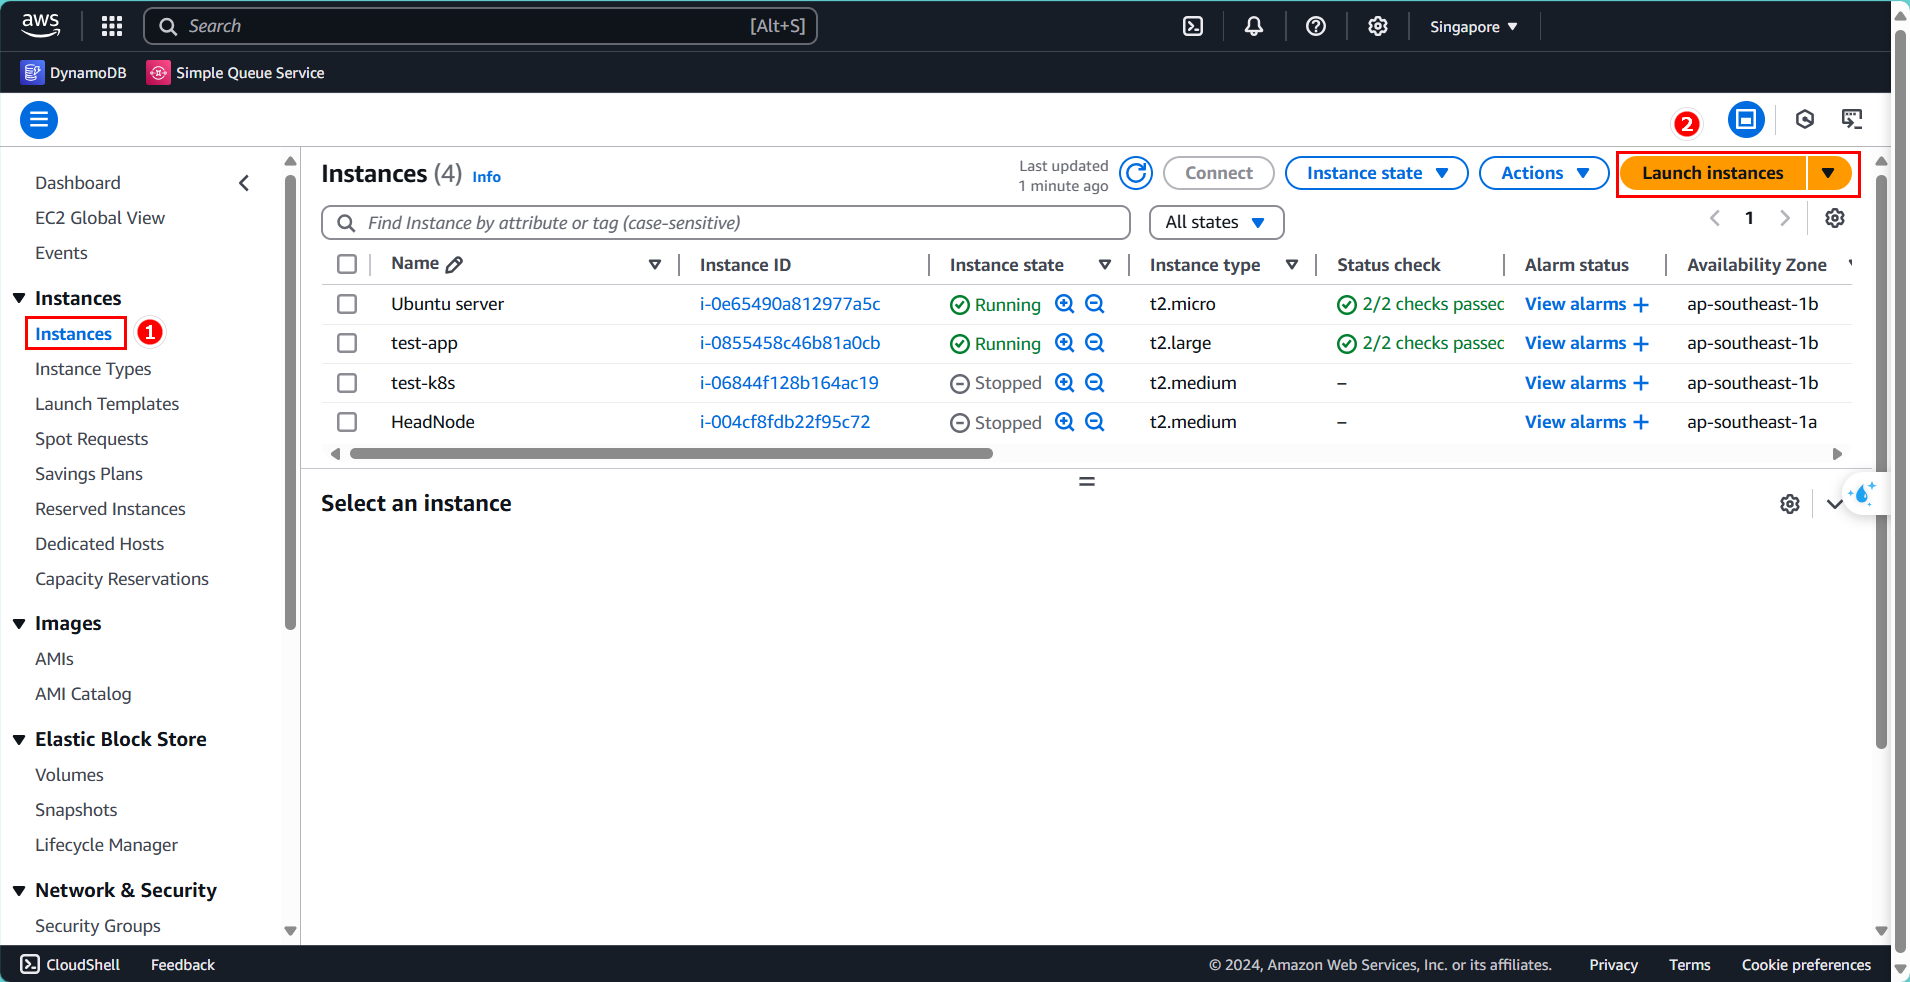 aws
Search [Alt+S]
Singapore
DynamoDB Simple Queue Service
2
Dashboard
EC2 Global View
Events
Instances
Instances 1
Instance Types
Launch Templates
Spot Requests
Savings Plans
Reserved Instances
Dedicated Hosts
Capacity Reservations
Images
AMIs
AMI Catalog
Elastic Block Store
Volumes
Snapshots
Lifecycle Manager
Network & Security
Security Groups
Instances (4) Info
Last updated
1 minute ago
Connect Instance state Actions Launch instances
Find Instance by attribute or tag (case-sensitive) All states 1
Name Instance ID Instance state Instance type Status check Alarm status Availability Zone
Ubuntu server i-0e65490a812977a5c Running t2.micro 2/2 checks passed View alarms + ap-southeast-1b
test-app i-0855458c46b81a0cb Running t2.large 2/2 checks passed View alarms + ap-southeast-1b
test-k8s i-06844f128b164ac19 Stopped t2.medium – View alarms + ap-southeast-1b
HeadNode i-004cf8fdb22f95c72 Stopped t2.medium – View alarms + ap-southeast-1a
Select an instance
CloudShell Feedback © 2024, Amazon Web Services, Inc. or its affiliates. Privacy Terms Cookie preferences